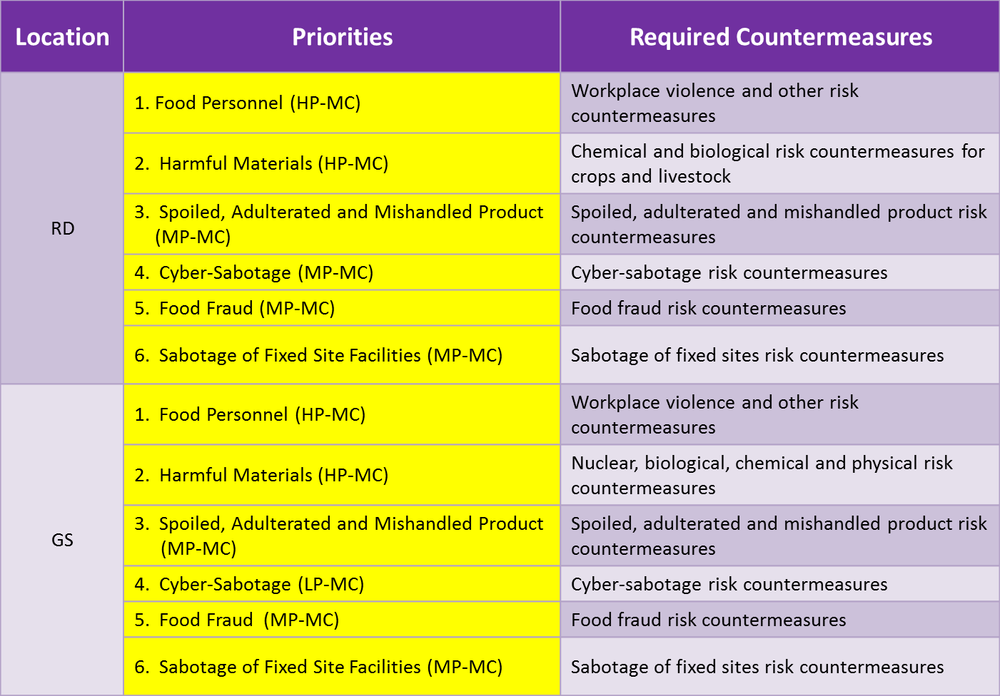 Location Priorities Required Countermeasures
RD
1. Food Personnel (HP-MC)
Workplace violence and other risk
countermeasures
2. Harmful Materials (HP-MC)
Chemical and biological risk countermeasures for
crops and livestock
3. Spoiled, Adulterated and Mishandled Product
(MP-MC)
Spoiled, adulterated and mishandled product risk
countermeasures
4. Cyber-Sabotage (MP-MC)
Cyber-sabotage risk countermeasures
5. Food Fraud (MP-MC)
Food fraud risk countermeasures
6. Sabotage of Fixed Site Facilities (MP-MC)
Sabotage of fixed sites risk countermeasures
GS
1. Food Personnel (HP-MC)
Workplace violence and other risk
countermeasures
2. Harmful Materials (HP-MC)
Nuclear, biological, chemical and physical risk
countermeasures
3. Spoiled, Adulterated and Mishandled Product
(MP-MC)
Spoiled, adulterated and mishandled product risk
countermeasures
4. Cyber-Sabotage (LP-MC)
Cyber-sabotage risk countermeasures
5. Food Fraud (MP-MC)
Food fraud risk countermeasures
6. Sabotage of Fixed Site Facilities (MP-MC)
Sabotage of fixed sites risk countermeasures